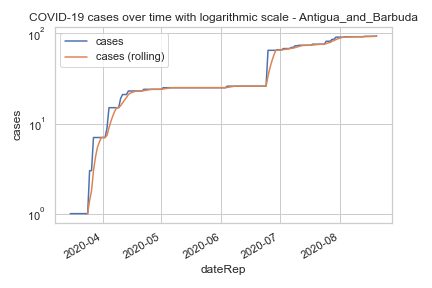 COVID-19 cases over time with logarithmic scale - Antigua_and_Barbuda
10²
cases
cases (rolling)
10¹
10⁰
cases
2020-04
2020-05
2020-06
2020-07
2020-08
dateRep